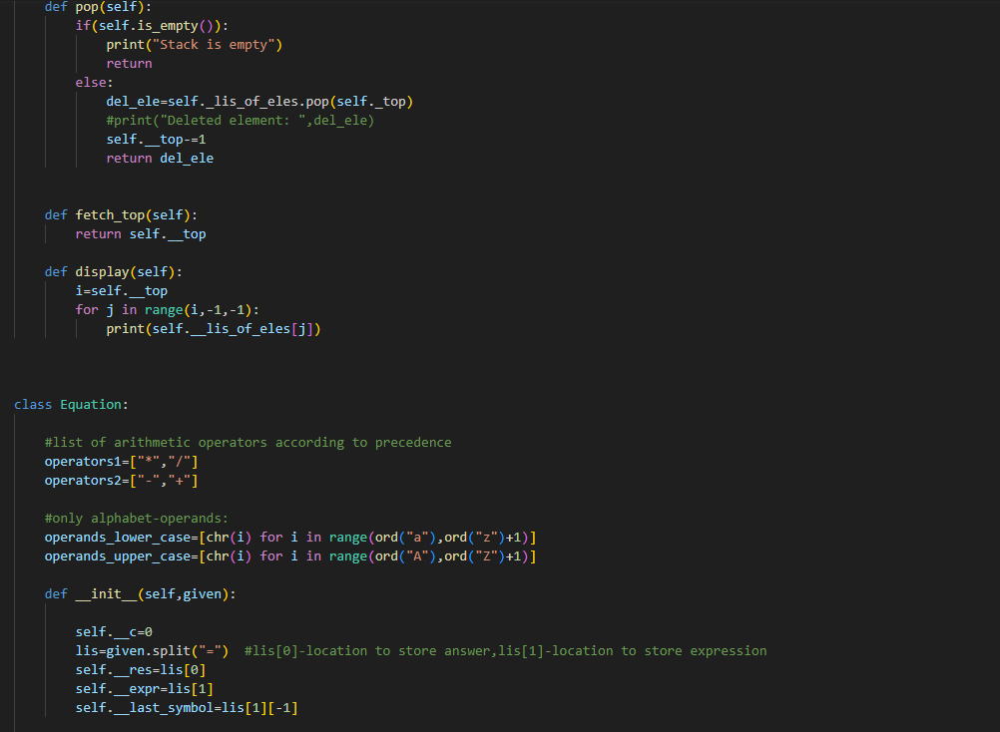 def pop(self):
if(self.is_empty()):
print("Stack is empty")
return
else:
del_ele=self._lis_of_eles.pop(self._top)
#print("Deleted element: ",del_ele)
self.__top-=1
return del_ele
def fetch_top(self):
return self.__top
def display(self):
i=self.__top
for j in range(i,-1,-1):
print(self.__lis_of_eles[j])
class Equation:
#list of arithmetic operators according to precedence
operators1=["*","/"]
operators2=["-","+"]
#only alphabet-operands:
operands_lower_case=[chr(i) for i in range(ord("a"),ord("z")+1)]
operands_upper_case=[chr(i) for i in range(ord("A"),ord("Z")+1)]
def __init__(self,given):
self.__c=0
lis=given.split("=")  #lis[0]-location to store answer,lis[1]-location to store expression
self.__res=lis[0]
self.__expr=lis[1]
self.__last_symbol=lis[1][-1]